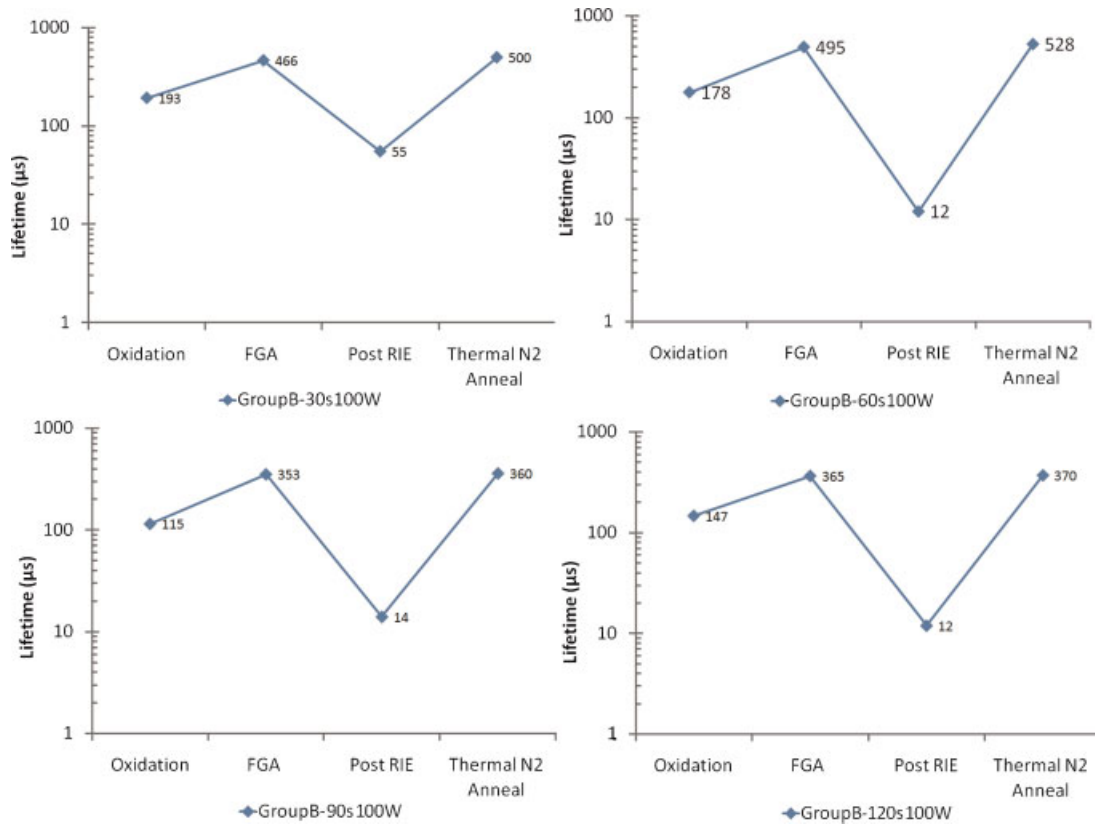 1000
100
10
1
Lifetime (µs)
193
466
55
500
Oxidation
FGA
Post RIE
Thermal N2
Anneal
GroupB-30s100W
1000
100
10
1
Lifetime (µs)
178
495
12
528
Oxidation
FGA
Post RIE
Thermal N2
Anneal
GroupB-60s100W
1000
100
10
1
Lifetime (µs)
115
353
14
360
Oxidation
FGA
Post RIE
Thermal N2
Anneal
GroupB-90s100W
1000
100
10
1
Lifetime (µs)
147
365
12
370
Oxidation
FGA
Post RIE
Thermal N2
Anneal
GroupB-120s100W